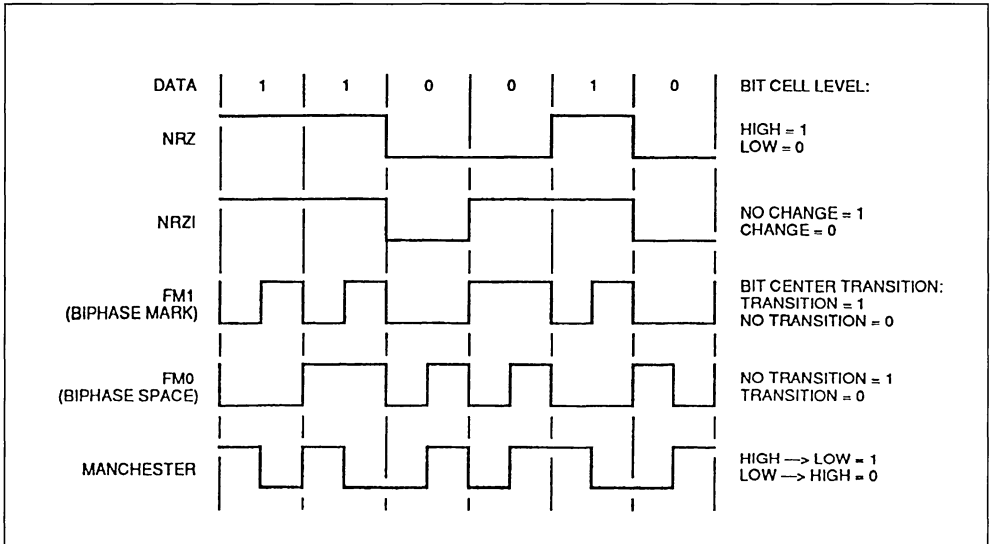 DATA 1 1 0 0 1 0 BIT CELL LEVEL:
NRZ
HIGH = 1
LOW = 0
NRZI
NO CHANGE = 1
CHANGE = 0
FM1
(BIPHASE MARK)
BIT CENTER TRANSITION:
TRANSITION = 1
NO TRANSITION = 0
FM0
(BIPHASE SPACE)
NO TRANSITION = 1
TRANSITION = 0
MANCHESTER
HIGH —> LOW = 1
LOW —> HIGH = 0